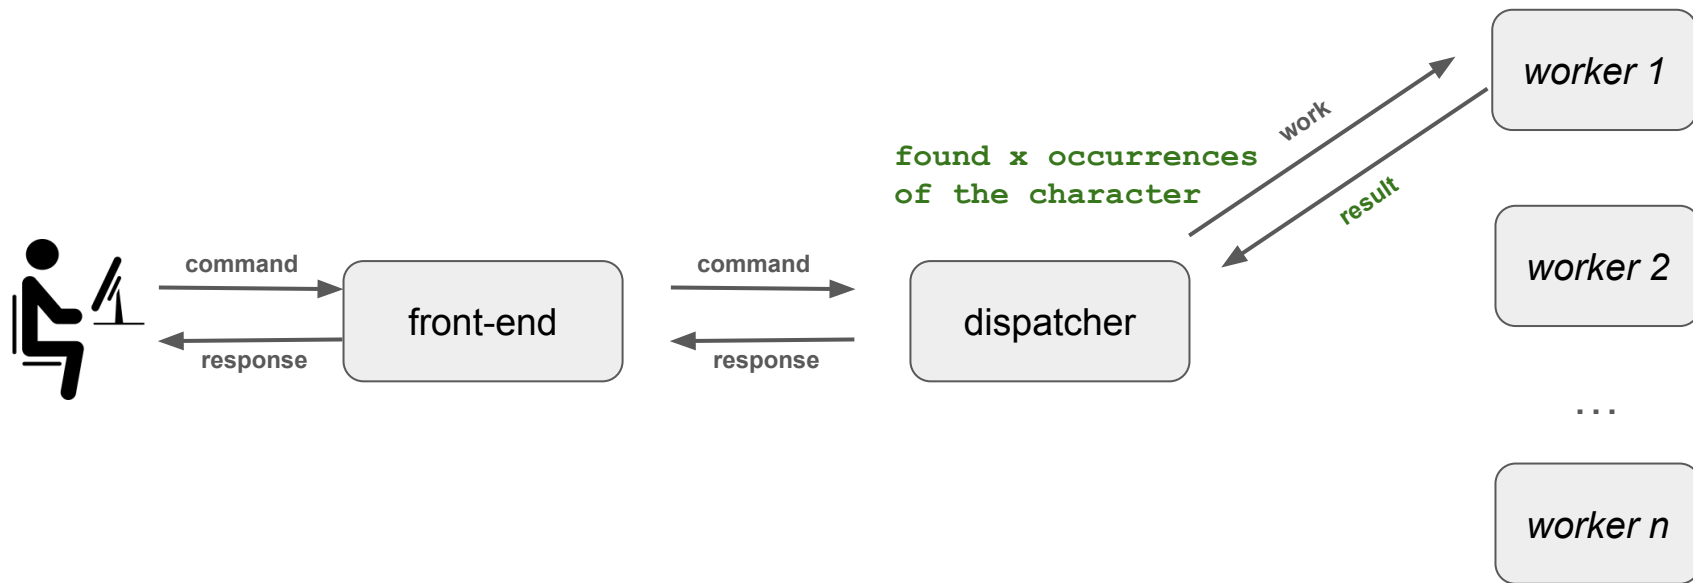 worker 1
work
found x occurrences
of the character
result
worker 2
command
command
front-end
dispatcher
response
response
...
worker n